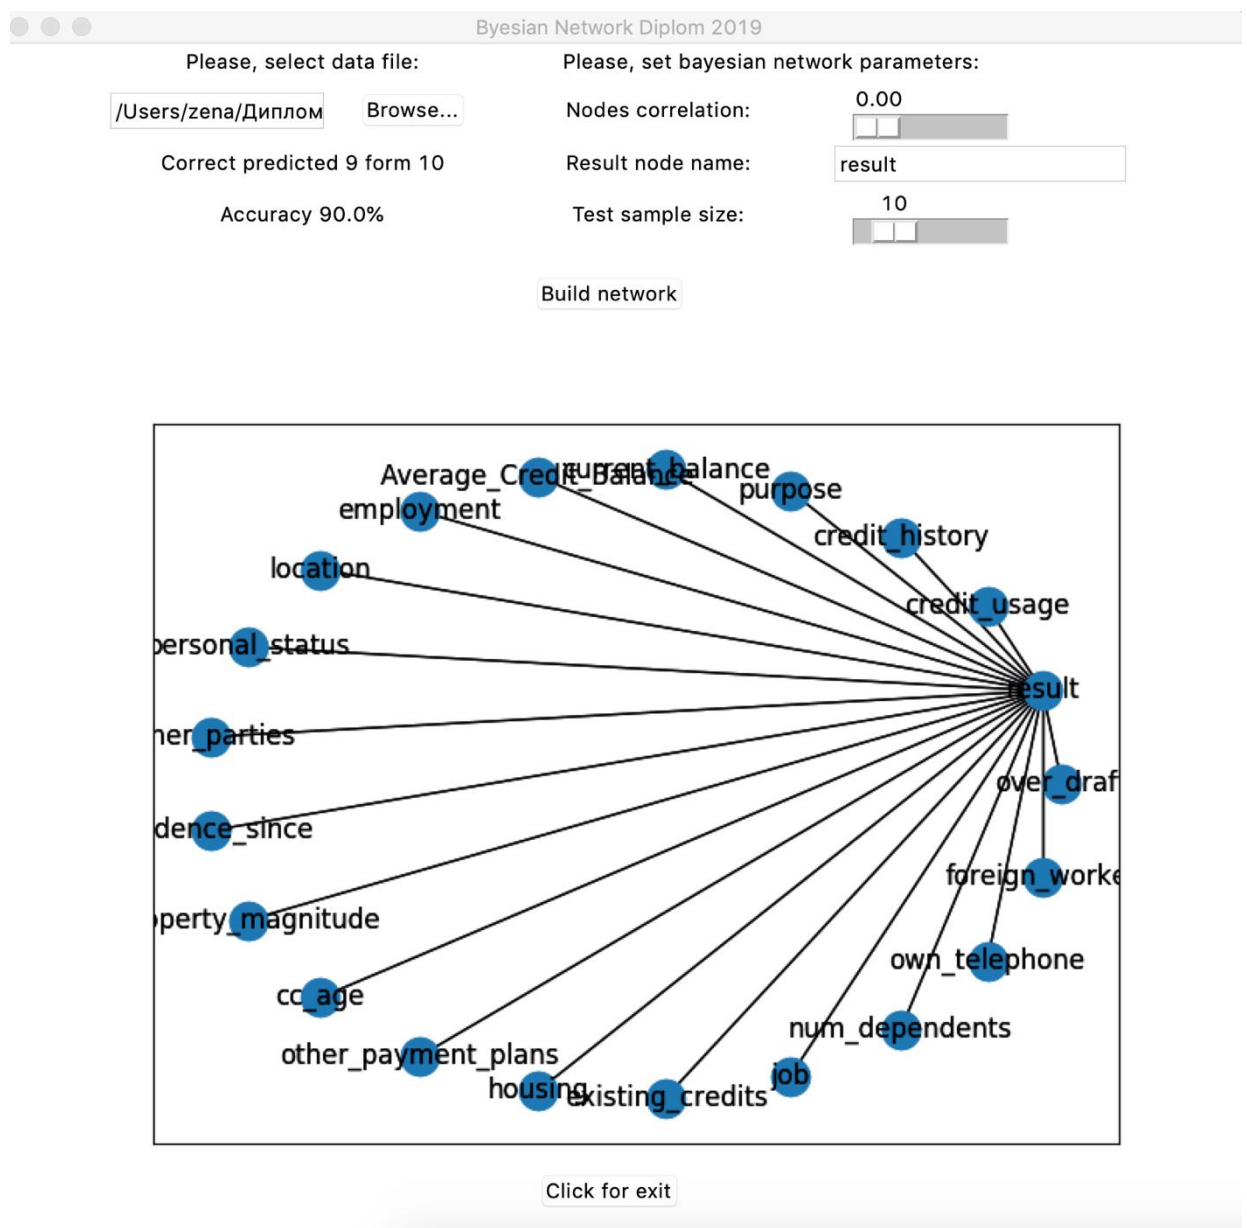 Byesian Network Diplom 2019
Please, select data file:
Please, set bayesian network parameters:
/Users/zena/Диплом
Browse...
Nodes correlation:
0.00
Correct predicted 9 form 10
Result node name:
result
Accuracy 90.0%
Test sample size:
10
Build network
current_balance
Average_Credit_Balance
purpose
employment
credit_history
location
credit_usage
personal_status
result
her_parties
over_draf
dence_since
foreign_worke
perty_magnitude
own_telephone
cc_age
num_dependents
other_payment_plans
job
housing
existing_credits
Click for exit